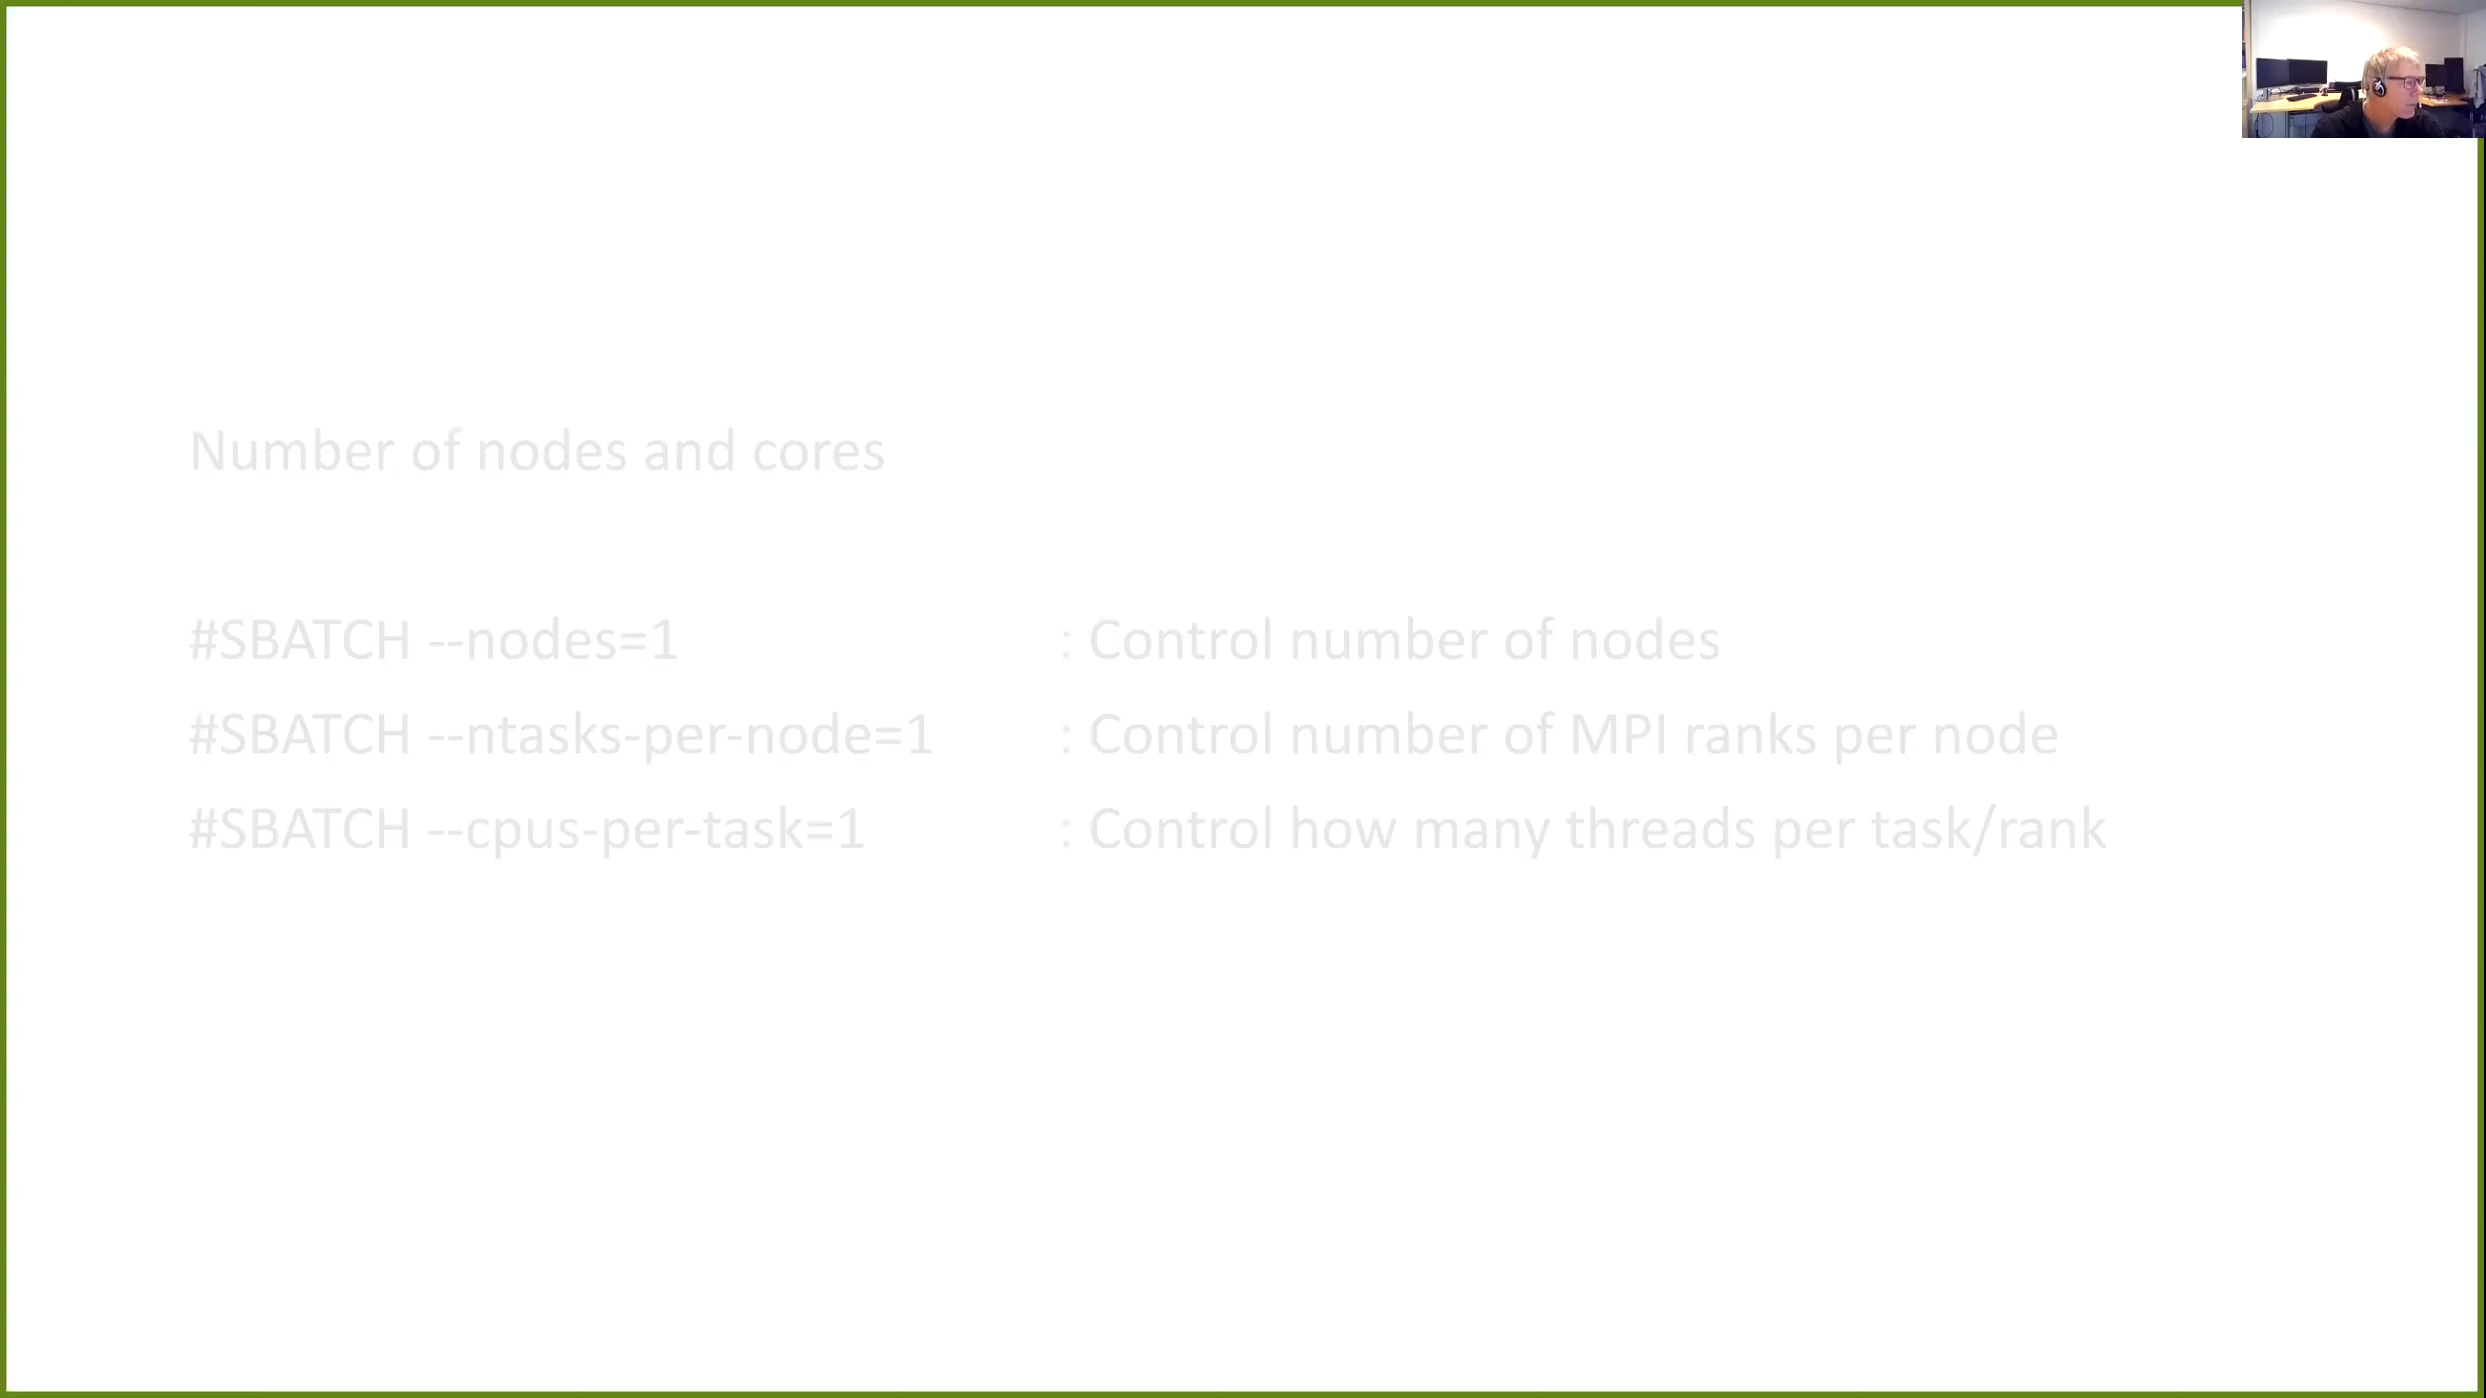 Number of nodes and cores
#SBATCH --nodes=1 : Control number of nodes
#SBATCH --ntasks-per-node=1 : Control number of MPI ranks per node
#SBATCH --cpus-per-task=1 : Control how many threads per task/rank